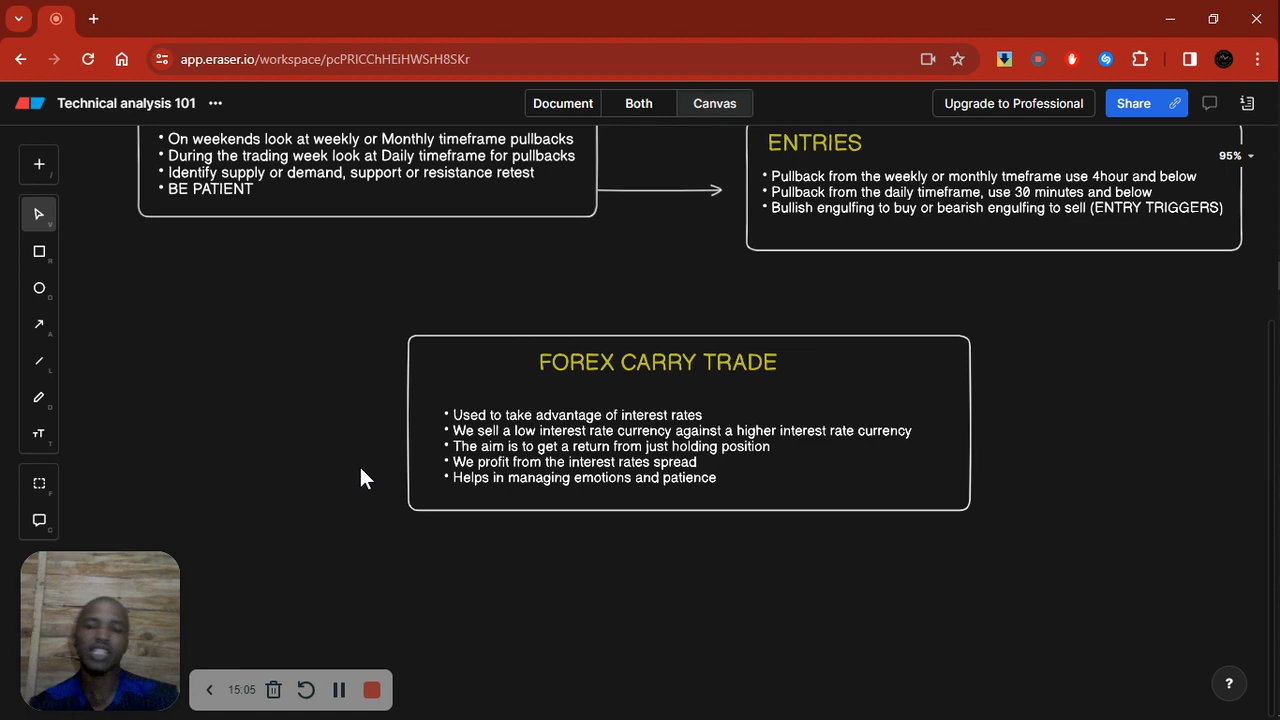 app.eraser.io/workspace/pcPRICChHEiHWSrH8SKr
Technical analysis 101
Document
Both
Canvas
Upgrade to Professional
Share
95%
• On weekends look at weekly or Monthly timeframe pullbacks
• During the trading week look at Daily timeframe for pullbacks
• Identify supply or demand, support or resistance retest
• BE PATIENT
ENTRIES
• Pullback from the weekly or monthly tmeframe use 4hour and below
• Pullback from the daily timeframe, use 30 minutes and below
• Bullish engulfing to buy or bearish engulfing to sell (ENTRY TRIGGERS)
FOREX CARRY TRADE
• Used to take advantage of interest rates
• We sell a low interest rate currency against a higher interest rate currency
• The aim is to get a return from just holding position
• We profit from the interest rates spread
• Helps in managing emotions and patience
15:05
?